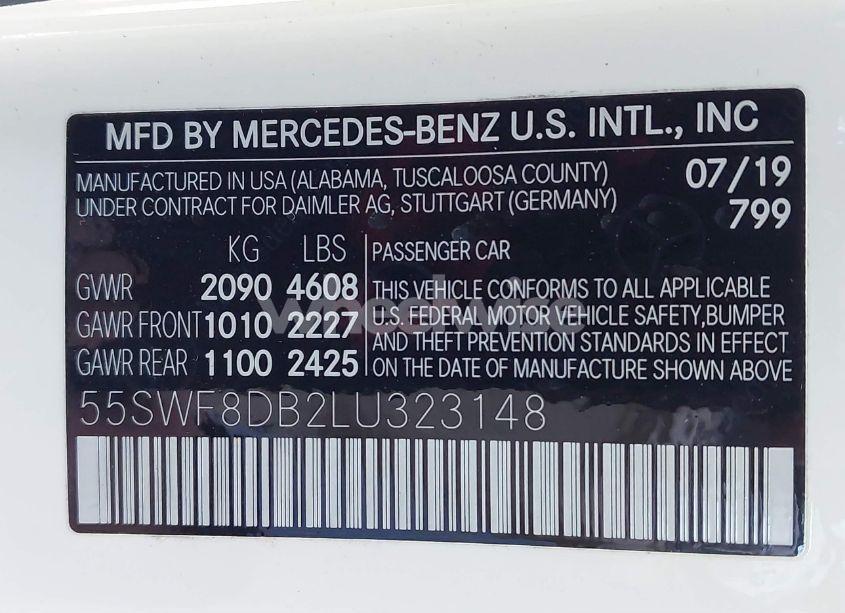 MFD BY MERCEDES-BENZ U.S. INTL., INC
MANUFACTURED IN USA (ALABAMA, TUSCALOOSA COUNTY) 07/19
UNDER CONTRACT FOR DAIMLER AG, STUTTGART (GERMANY) 799
KG LBS
GVWR 2090 4608
GAWR FRONT 1010 2227
GAWR REAR 1100 2425
PASSENGER CAR
THIS VEHICLE CONFORMS TO ALL APPLICABLE
U.S. FEDERAL MOTOR VEHICLE SAFETY, BUMPER
AND THEFT PREVENTION STANDARDS IN EFFECT
ON THE DATE OF MANUFACTURE SHOWN ABOVE
55SWF8DB2LU323148
wheelwise